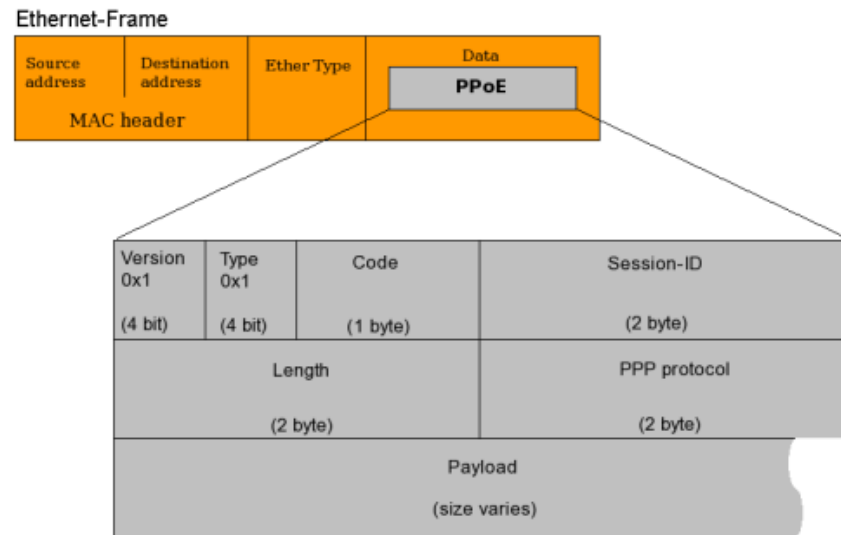 Ethernet-Frame
Source address
Destination address
Ether Type
Data
PPoE
MAC header
Version 0x1
(4 bit)
Type 0x1
(4 bit)
Code
(1 byte)
Session-ID
(2 byte)
Length
(2 byte)
PPP protocol
(2 byte)
Payload
(size varies)